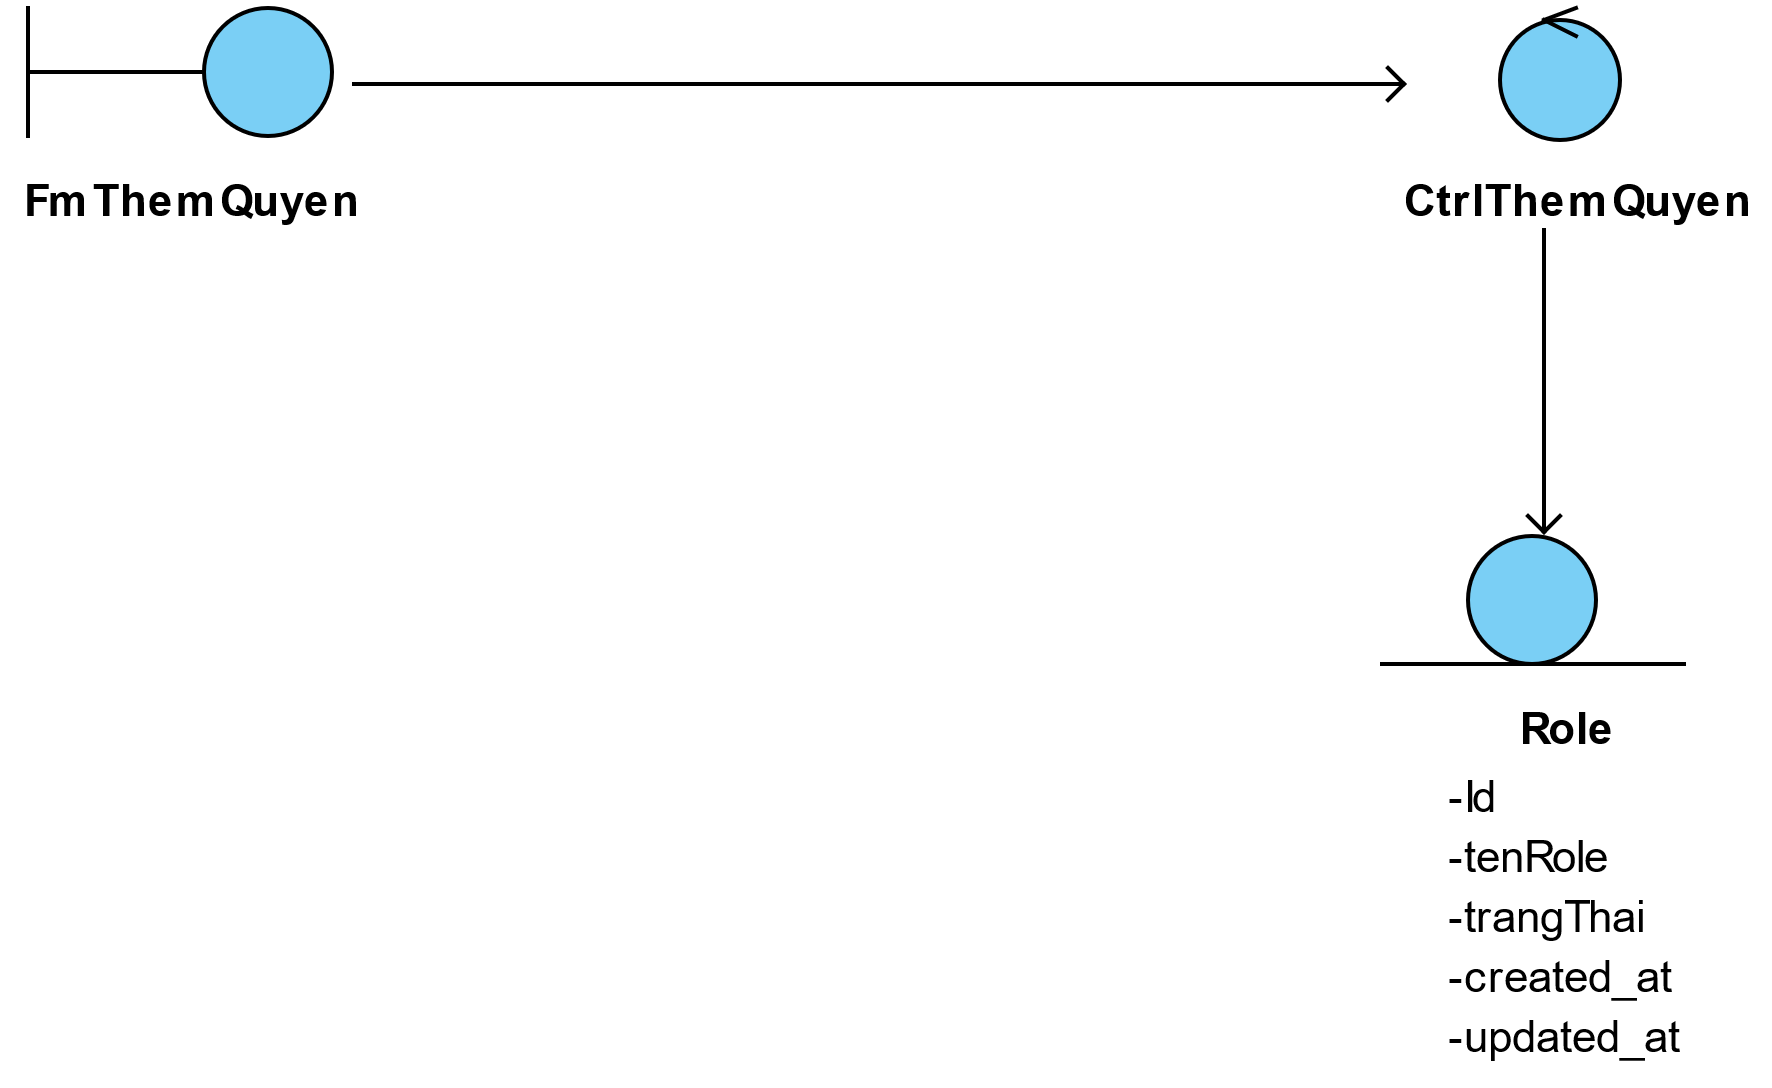 FmThemQuyen
CtrlThemQuyen
Role
-Id
-tenRole
-trangThai
-created_at
-updated_at